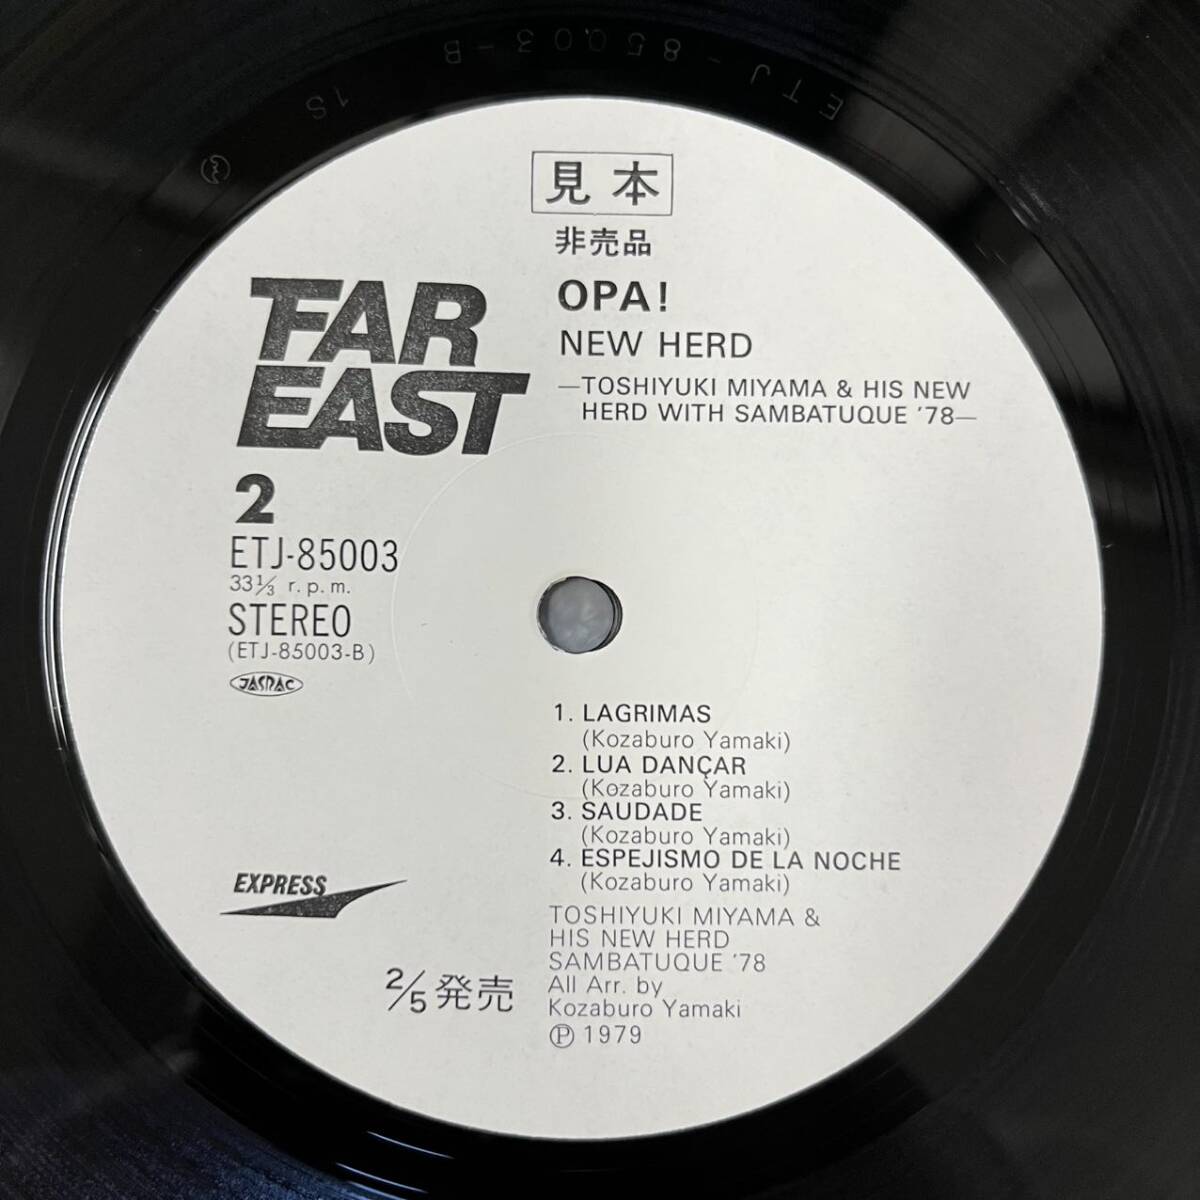 ETJ-85003-B
1S
見本
非売品
OPA!
NEW HERD
—TOSHIYUKI MIYAMA & HIS NEW
HERD WITH SAMBATUQUE '78—
FAR
EAST
2
ETJ-85003
33⅓ r.p.m.
STEREO
(ETJ-85003-B)
JASRAC
1. LAGRIMAS
(Kozaburo Yamaki)
2. LUA DANÇAR
(Kozaburo Yamaki)
3. SAUDADE
(Kozaburo Yamaki)
4. ESPEJISMO DE LA NOCHE
(Kozaburo Yamaki)
EXPRESS
TOSHIYUKI MIYAMA &
HIS NEW HERD
SAMBATUQUE '78
All Arr. by
Kozaburo Yamaki
Ⓟ 1979
2/5発売